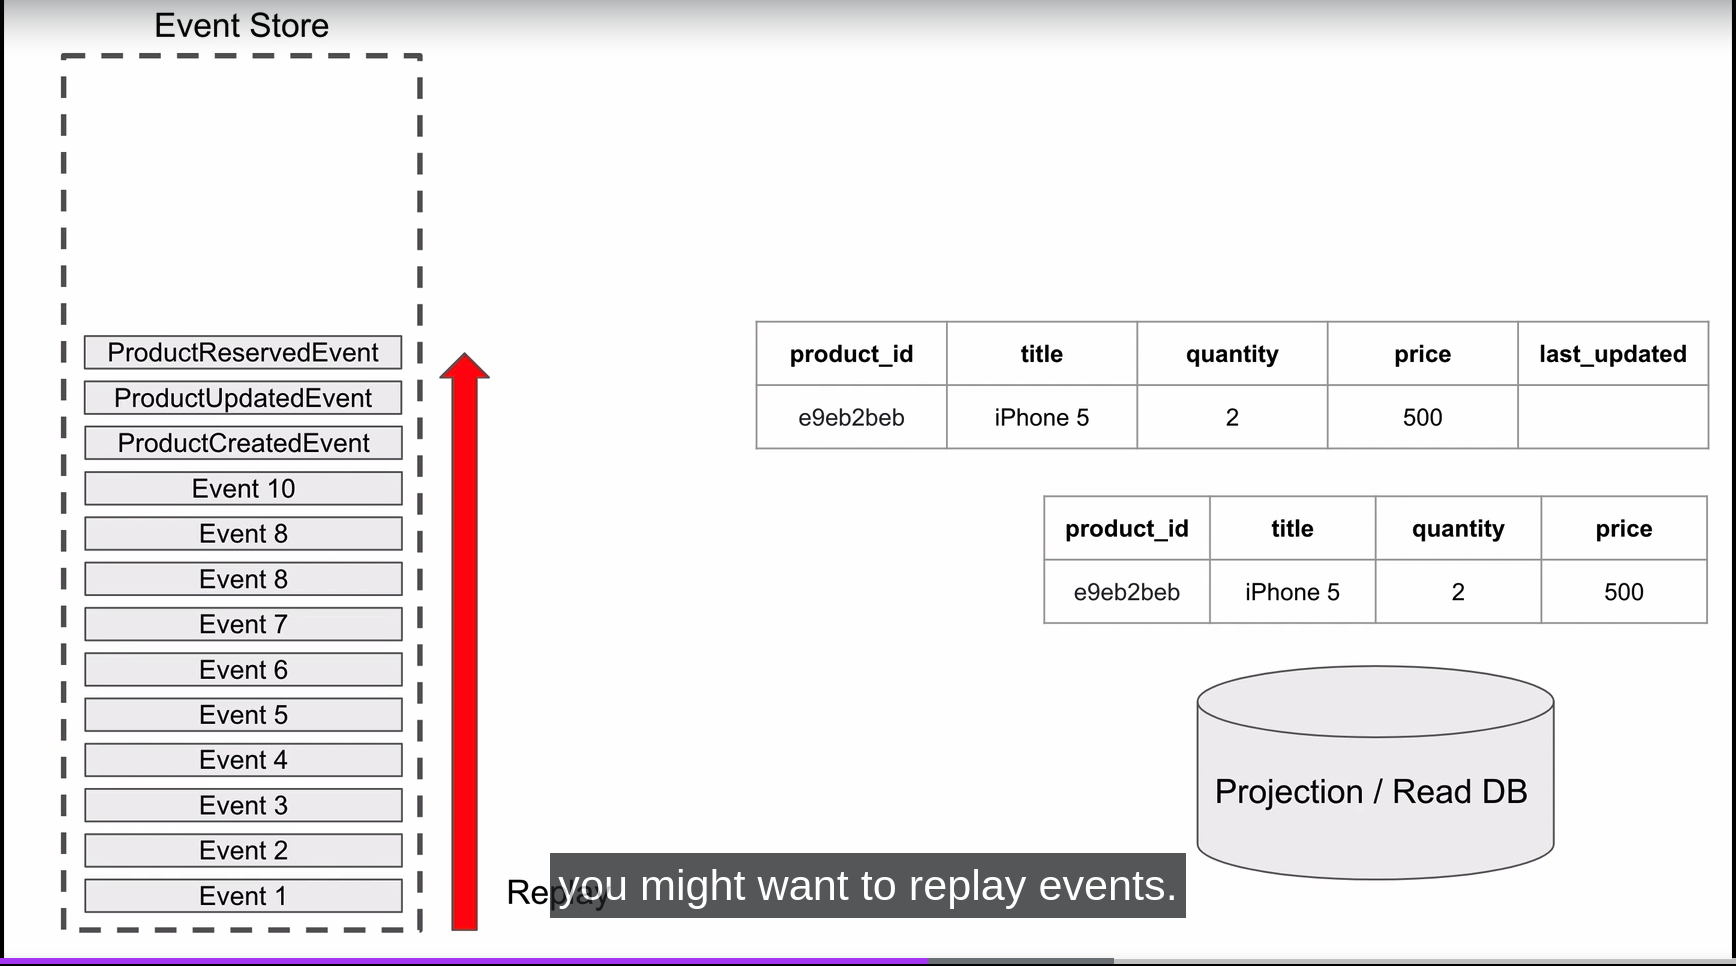 Event Store
ProductReservedEvent
ProductUpdatedEvent
ProductCreatedEvent
Event 10
Event 8
Event 8
Event 7
Event 6
Event 5
Event 4
Event 3
Event 2
Event 1
Replay
product_id title quantity price last_updated
e9eb2beb iPhone 5 2 500
product_id title quantity price
e9eb2beb iPhone 5 2 500
Projection / Read DB
you might want to replay events.